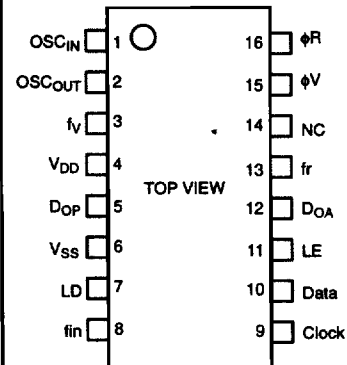 OSCIN 1 16 φR
OSCOUT 2 15 φV
fV 3 14 NC
VDD 4 13 fr
TOP VIEW
DOP 5 12 DOA
VSS 6 11 LE
LD 7 10 Data
fin 8 9 Clock